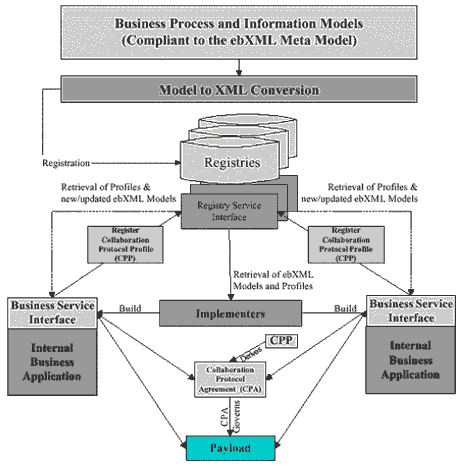 Business Process and Information Models
(Compliant to the ebXML Meta Model)
Model to XML Conversion
Registries
Registration
Retrieval of Profiles &
new/updated ebXML Models
Retrieval of Profiles &
new/updated ebXML Models
Registry Service
Interface
Register
Collaboration
Protocol Profile
(CPP)
Register
Collaboration
Protocol Profile
(CPP)
Retrieval of ebXML
Models and Profiles
Business Service
Interface
Build
Implementers
Build
Business Service
Interface
Internal
Business
Application
Internal
Business
Application
CPP
Derives
Collaboration
Protocol
Agreement (CPA)
CPA
Governs
Payload